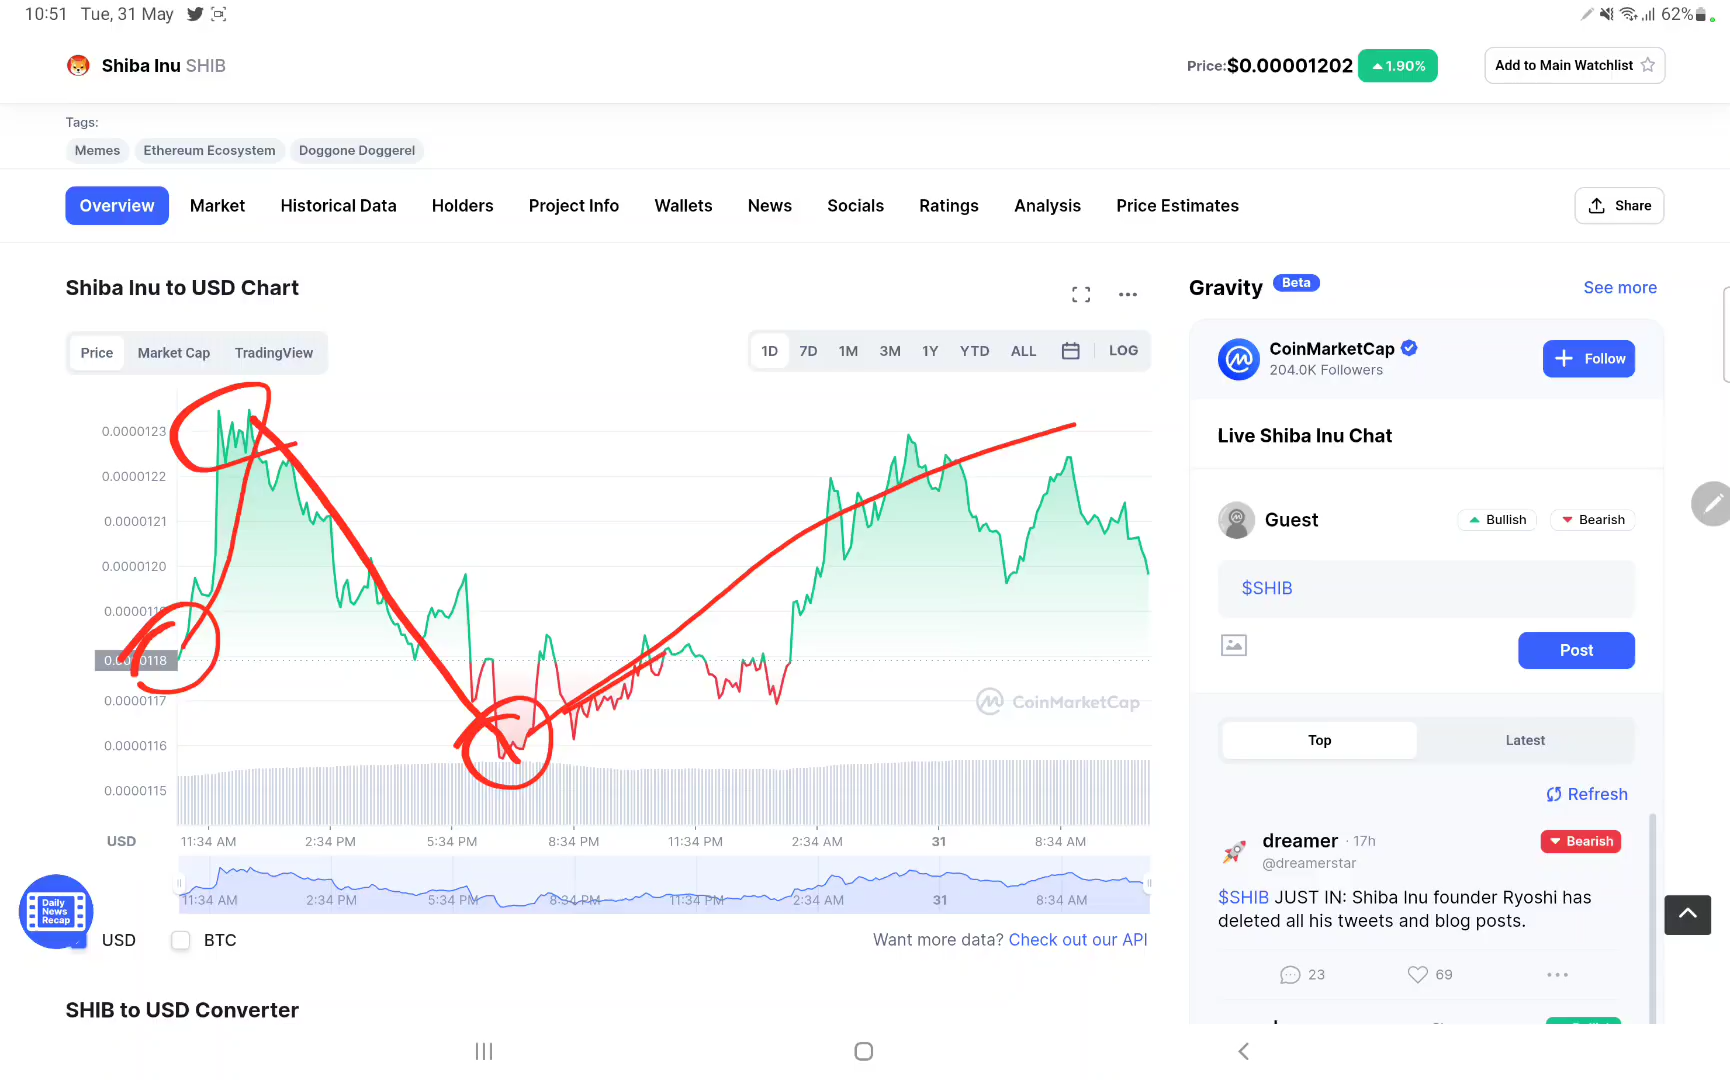 10:51 Tue, 31 May 62%
Shiba Inu SHIB
Price:$0.00001202 1.90%
Add to Main Watchlist
Tags:
Memes Ethereum Ecosystem Doggone Doggerel
Overview Market Historical Data Holders Project Info Wallets News Socials Ratings Analysis Price Estimates
Share
Shiba Inu to USD Chart
Price Market Cap TradingView
1D 7D 1M 3M 1Y YTD ALL LOG
0.0000123
0.0000122
0.0000121
0.0000120
0.0000119
0.0000118
0.0000117
0.0000116
0.0000115
CoinMarketCap
USD 11:34 AM 2:34 PM 5:34 PM 8:34 PM 11:34 PM 2:34 AM 31 8:34 AM
11:34 AM 2:34 PM 5:34 PM 8:34 PM 11:34 PM 2:34 AM 31 8:34 AM
Daily
News
Recap
USD BTC
Want more data? Check out our API
SHIB to USD Converter
Gravity Beta
See more
CoinMarketCap
204.0K Followers
Follow
Live Shiba Inu Chat
Guest
Bullish Bearish
$SHIB
Post
Top Latest
Refresh
dreamer · 17h
Bearish
@dreamerstar
$SHIB JUST IN: Shiba Inu founder Ryoshi has
deleted all his tweets and blog posts.
23 69